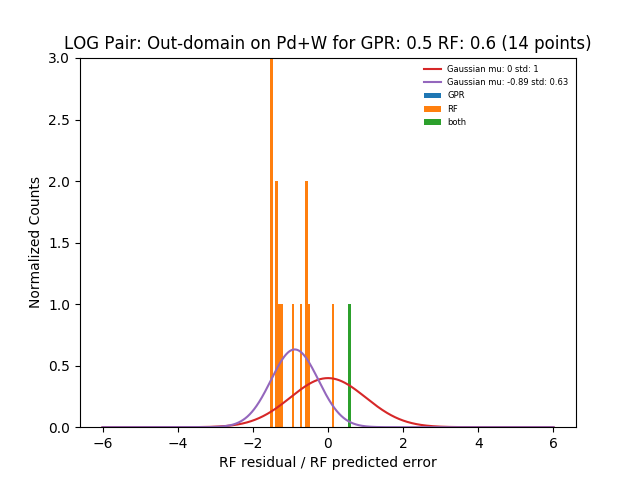 LOG Pair: Out-domain on Pd+W for GPR: 0.5 RF: 0.6 (14 points)
Gaussian mu: 0 std: 1
Gaussian mu: -0.89 std: 0.63
GPR
RF
both
Normalized Counts
3.0
2.5
2.0
1.5
1.0
0.5
0.0
−6 −4 −2 0 2 4 6
RF residual / RF predicted error